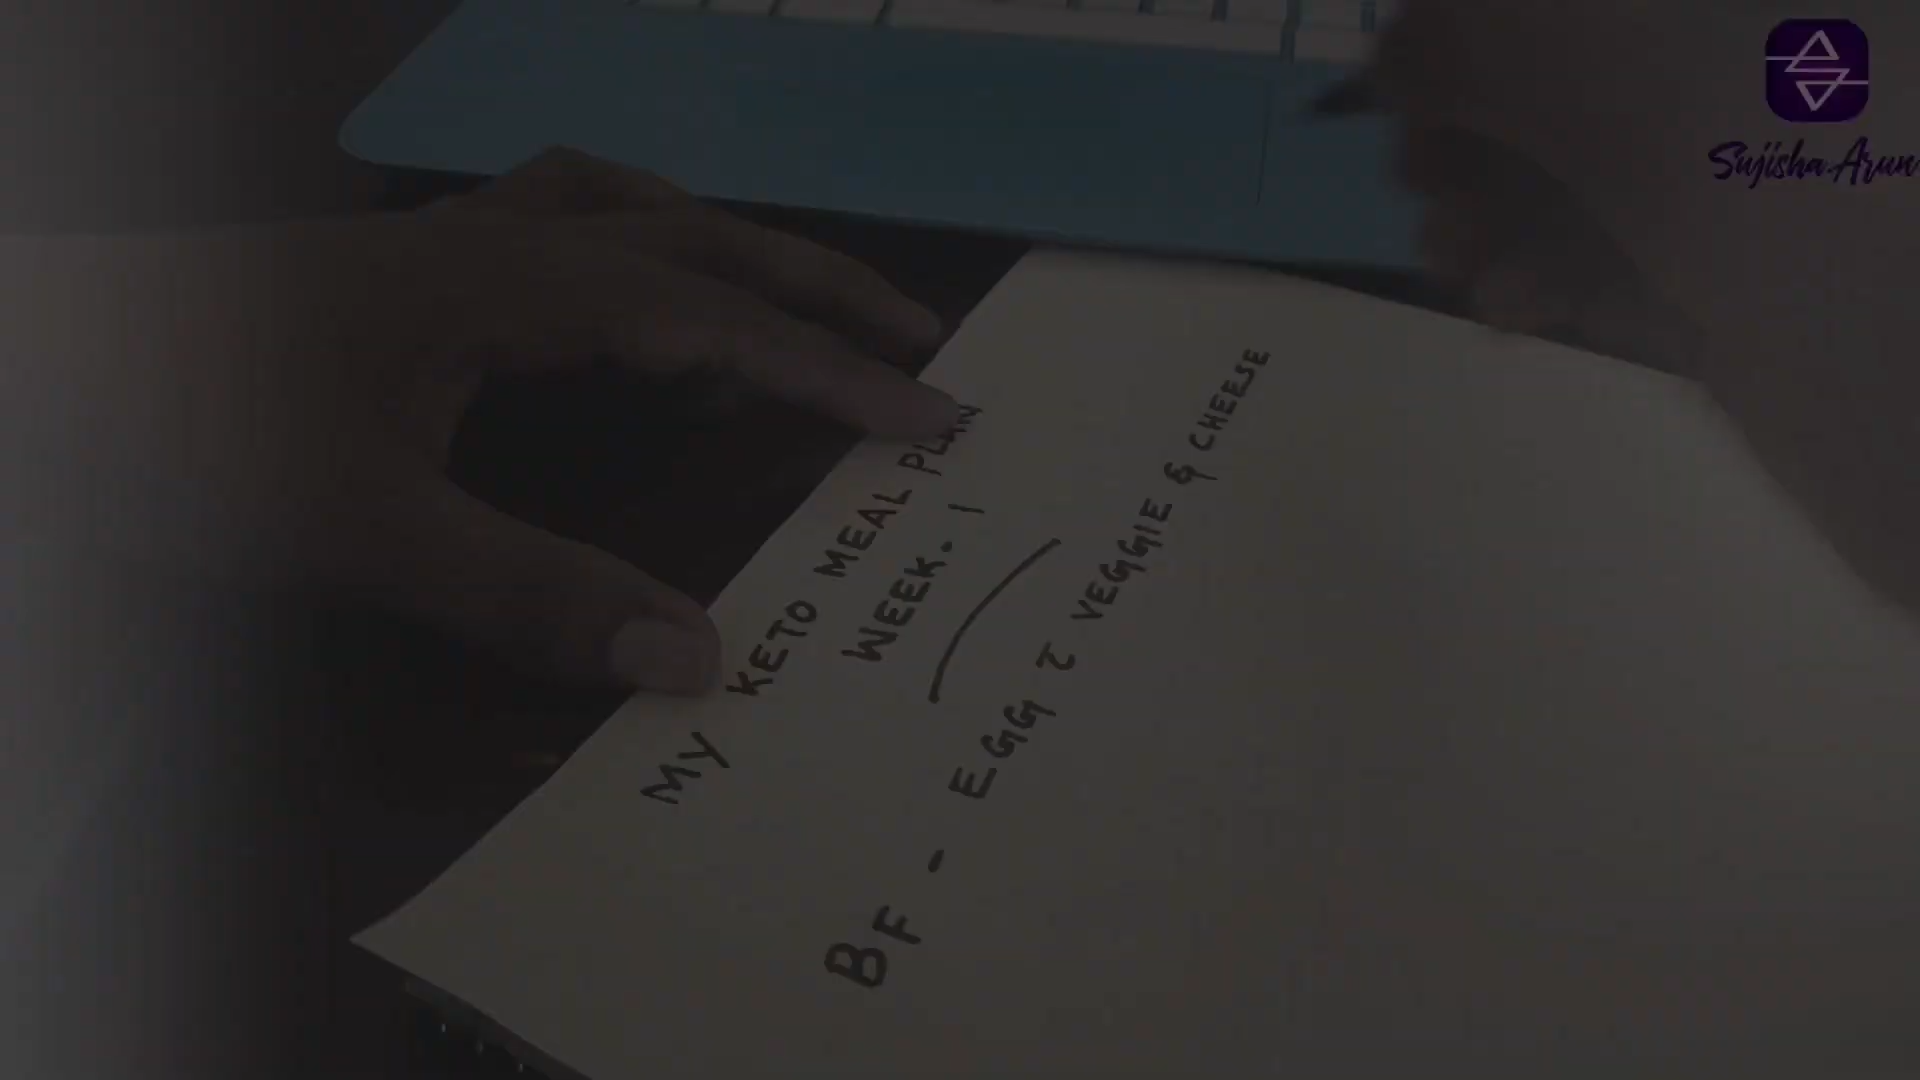 Sujisha Arun
MY KETO MEAL PLAN
WEEK. 1
BF - EGG & VEGGIE & CHEESE